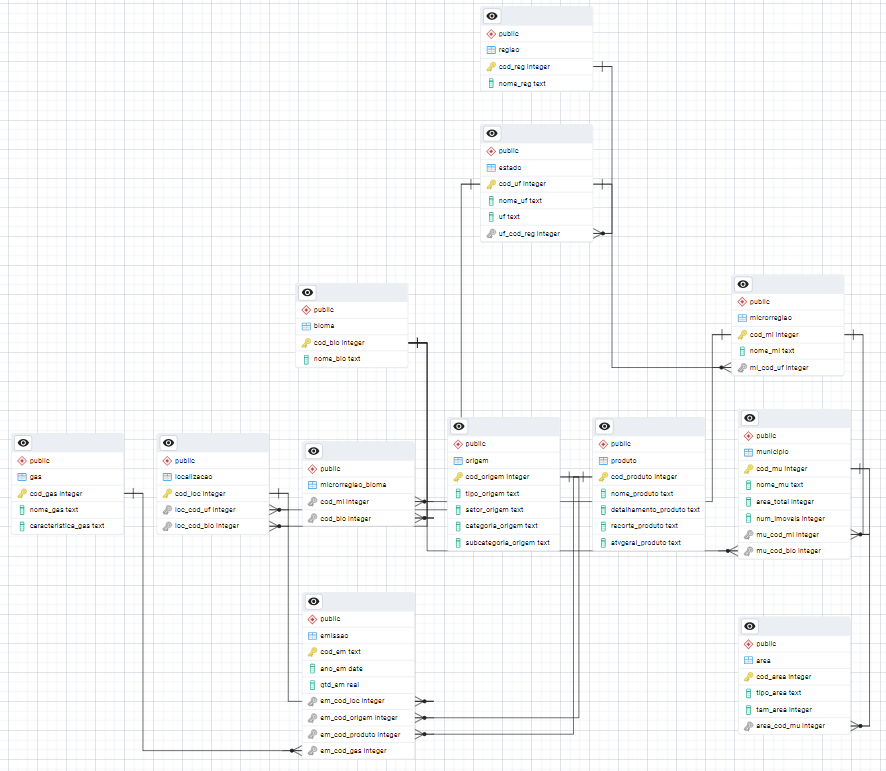 public
regiao
cod_reg integer
nome_reg text
public
estado
cod_uf integer
nome_uf text
uf text
uf_cod_reg integer
public
microrregiao
cod_mi integer
nome_mi text
mi_cod_uf integer
public
bioma
cod_bio integer
nome_bio text
public
gas
cod_gas integer
nome_gas text
caracteristica_gas text
public
localizacao
cod_loc integer
loc_cod_uf integer
loc_cod_bio integer
public
microrregiao_bioma
cod_mi integer
cod_bio integer
public
origem
cod_origem integer
tipo_origem text
setor_origem text
categoria_origem text
subcategoria_origem text
public
produto
cod_produto integer
nome_produto text
detalhamento_produto text
recorte_produto text
atvgeral_produto text
public
municipio
cod_mu integer
nome_mu text
area_total integer
num_imoveis integer
mu_cod_mi integer
mu_cod_bio integer
public
emissao
cod_em text
ano_em date
qtd_em real
em_cod_loc integer
em_cod_origem integer
em_cod_produto integer
em_cod_gas integer
public
area
cod_area integer
tipo_area text
tam_area integer
area_cod_mu integer